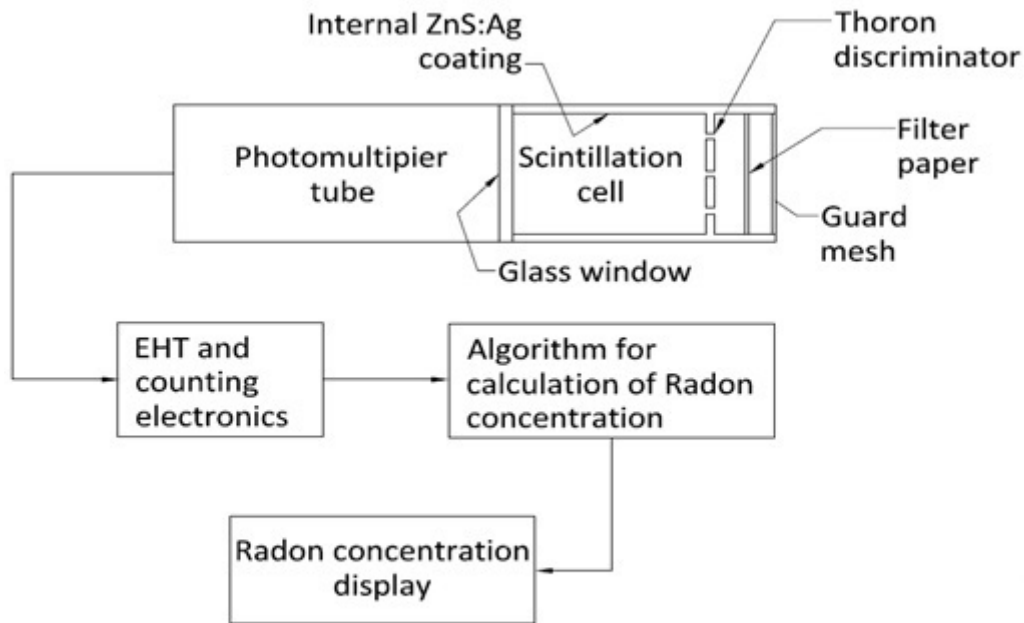 Internal ZnS:Ag
coating
Thoron
discriminator
Photomultipier
tube
Scintillation
cell
Filter
paper
Guard
mesh
Glass window
EHT and
counting
electronics
Algorithm for
calculation of Radon
concentration
Radon concentration
display